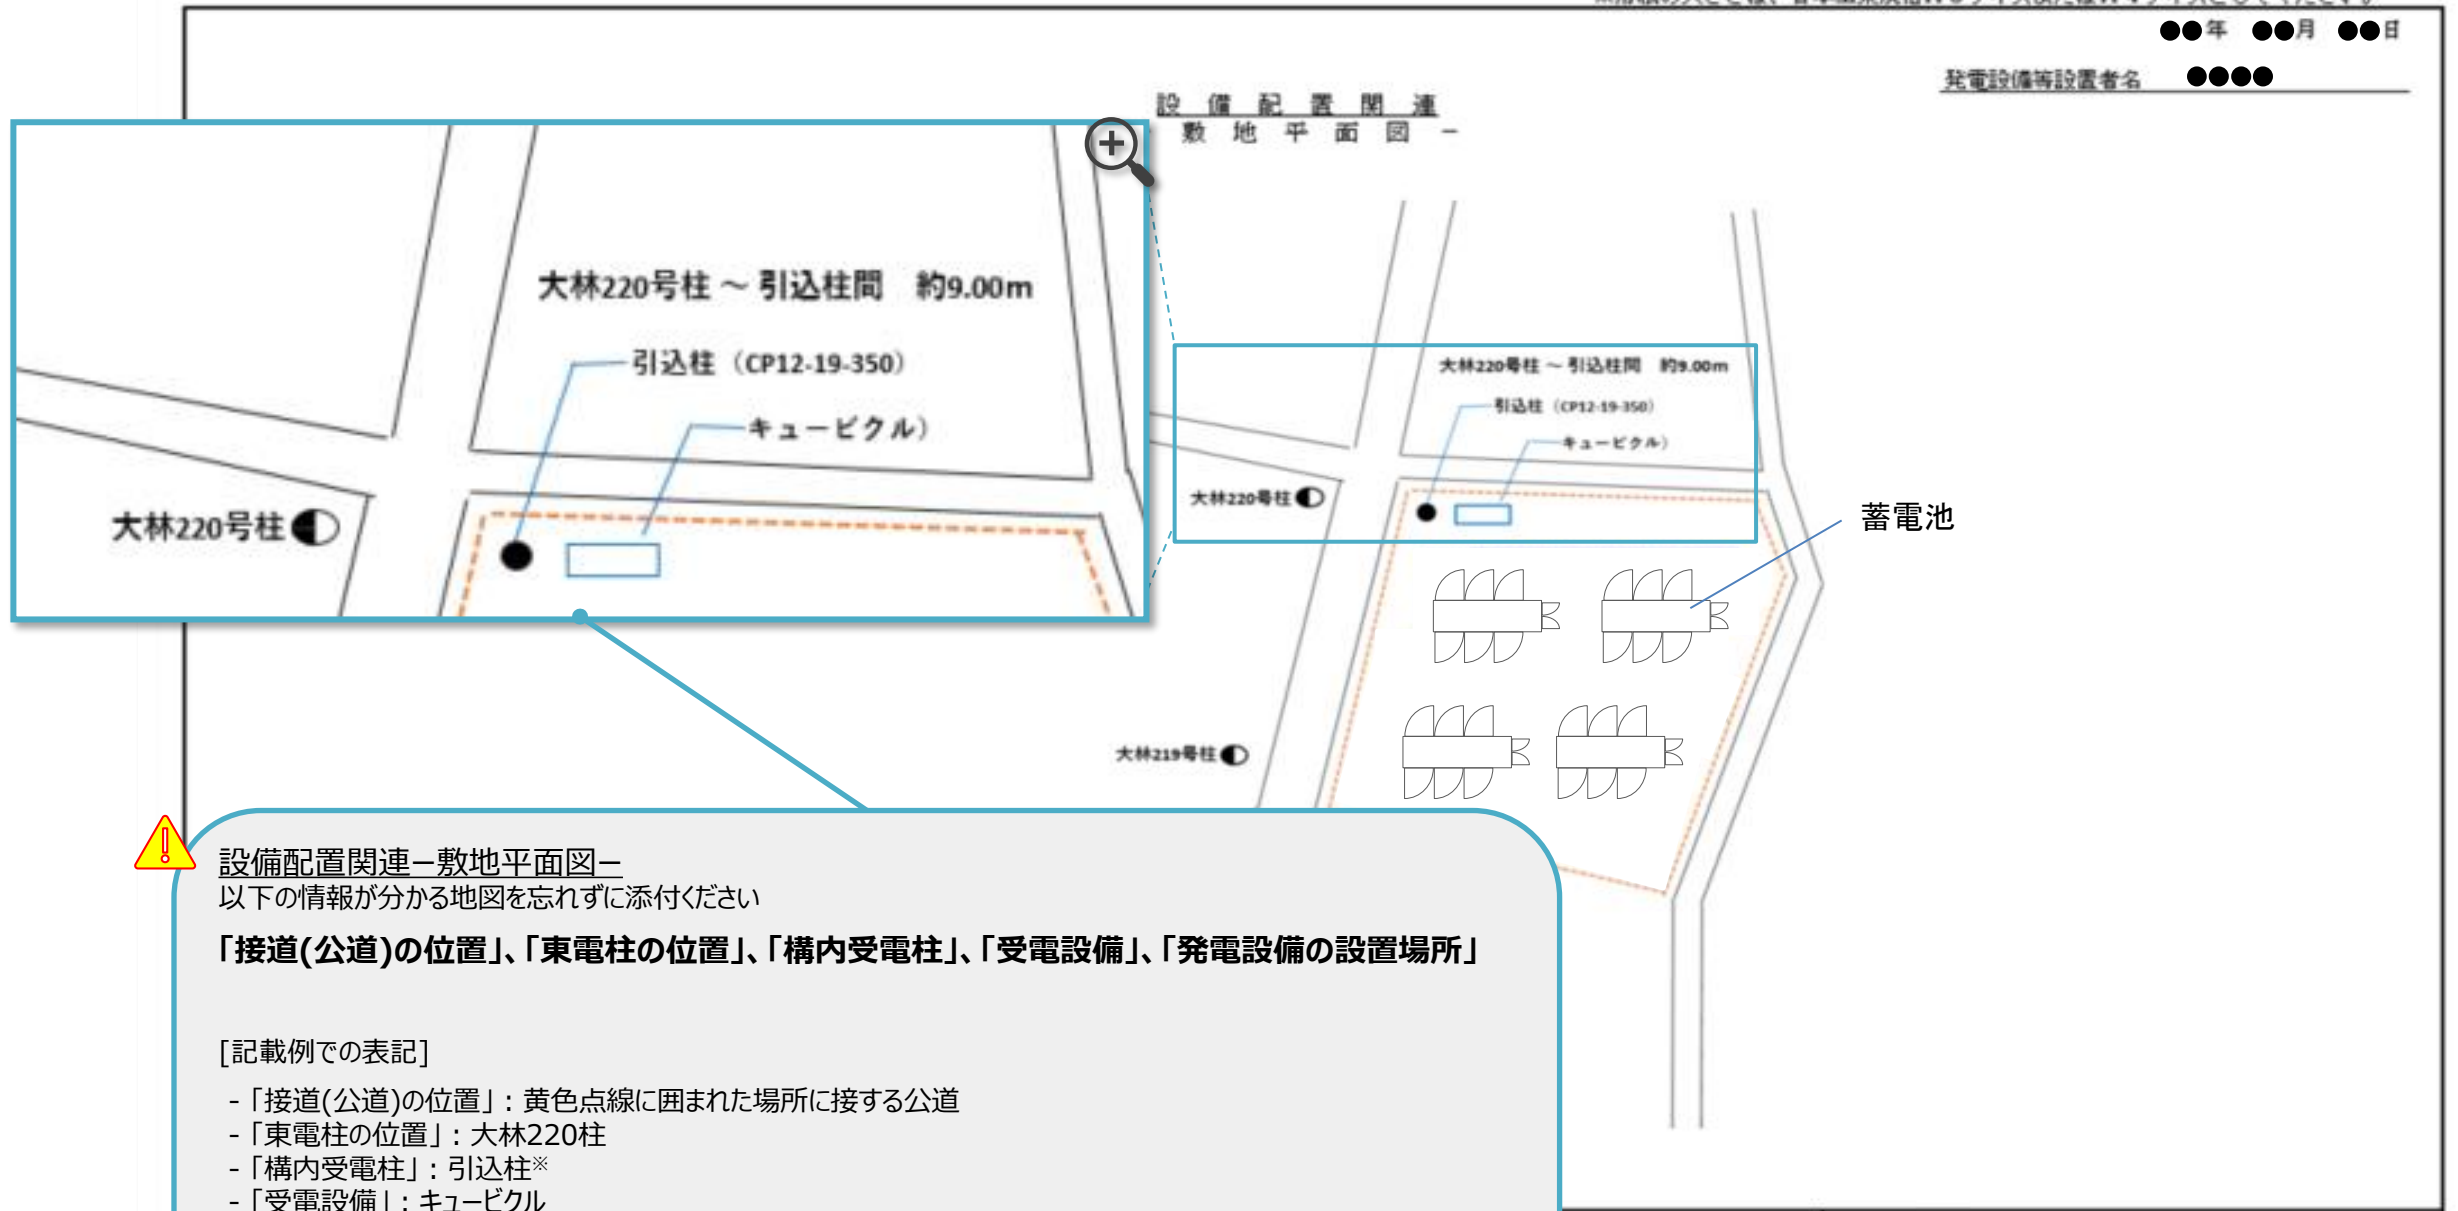 ●●年 ●●月 ●●日
発電設備等設置者名 ●●●●
設備配置関連
敷地平面図－
大林220号柱 ～ 引込柱間 約9.00m
引込柱（CP12-19-350）
キュービクル）
大林220号柱
大林220号柱 ～ 引込柱間 約9.00m
引込柱（CP12-19-350）
キュービクル）
大林220号柱
蓄電池
大林219号柱
設備配置関連－敷地平面図－
以下の情報が分かる地図を忘れずに添付ください
「接道(公道)の位置」、「東電柱の位置」、「構内受電柱」、「受電設備」、「発電設備の設置場所」
[記載例での表記]
-「接道(公道)の位置」：黄色点線に囲まれた場所に接する公道
-「東電柱の位置」：大林220柱
-「構内受電柱」：引込柱※
-「受電設備」：キュービクル